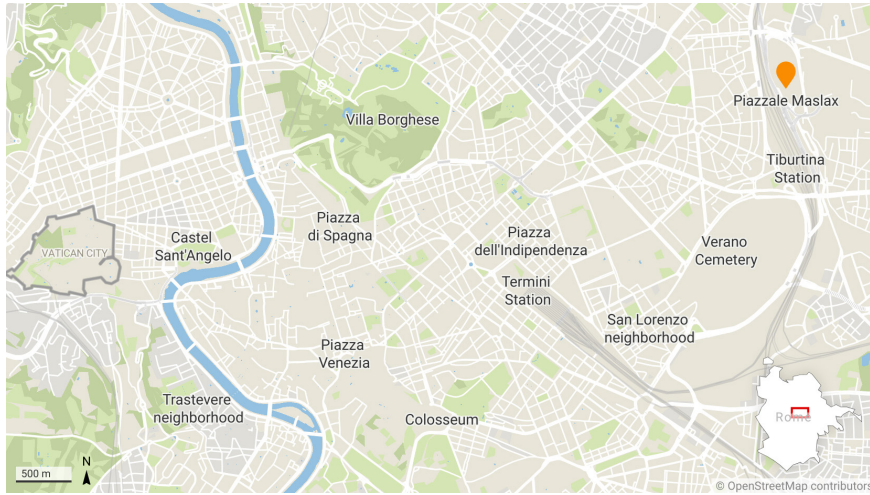 Piazzale Maslax
Villa Borghese
Tiburtina
Station
Piazza
di Spagna
Castel
Sant'Angelo
VATICAN CITY
Piazza
dell'Indipendenza
Verano
Cemetery
Termini
Station
San Lorenzo
neighborhood
Piazza
Venezia
Trastevere
neighborhood
Colosseum
Rome
500 m
N
© OpenStreetMap contributors